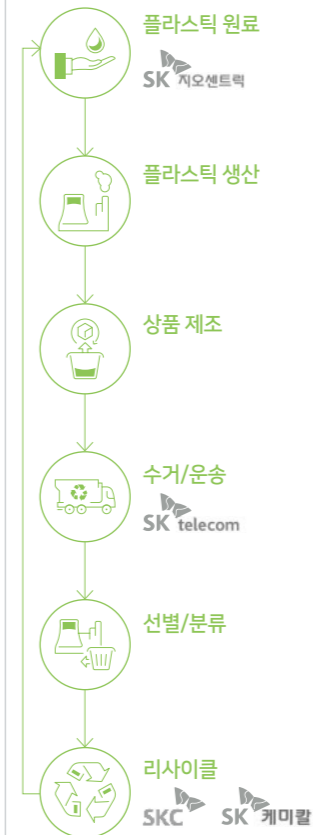 플라스틱 원료
SK 지오센트릭
플라스틱 생산
상품 제조
수거/운송
SK telecom
선별/분류
리사이클
SKC SK 케미칼